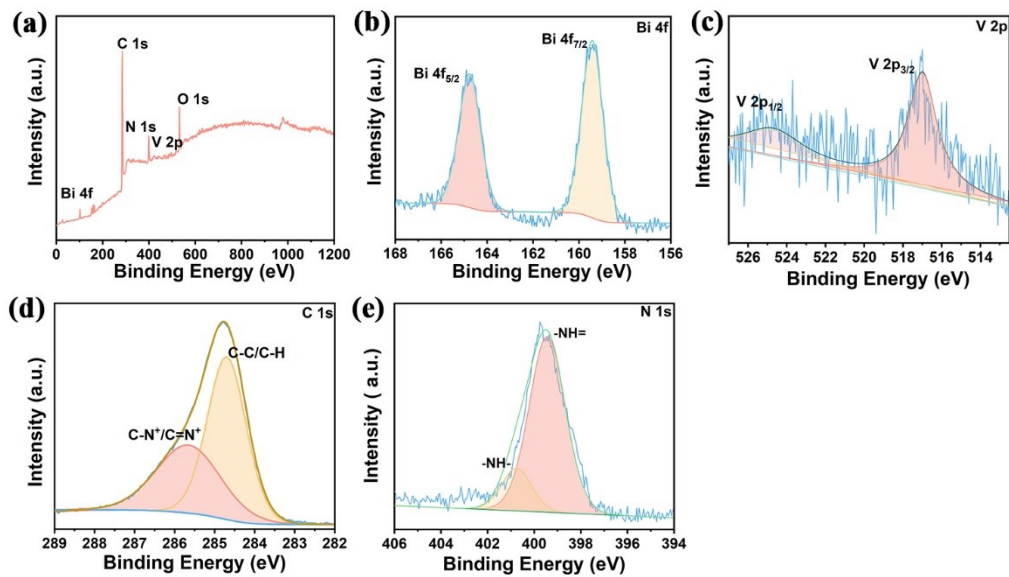 (a)
C 1s
O 1s
N 1s
V 2p
Bi 4f
Intensity (a.u.)
0 200 400 600 800 1000 1200
Binding Energy (eV)
(b)
Bi 4f
Bi 4f7/2
Bi 4f5/2
Intensity (a.u.)
168 166 164 162 160 158 156
Binding Energy (eV)
(c)
V 2p
V 2p3/2
V 2p1/2
Intensity (a.u.)
526 524 522 520 518 516 514
Binding Energy (eV)
(d)
C 1s
C-C/C-H
C-N+/C=N+
Intensity (a.u.)
289 288 287 286 285 284 283 282
Binding Energy (eV)
(e)
N 1s
-NH=
-NH-
Intensity ( a.u.)
406 404 402 400 398 396 394
Binding Energy (eV)